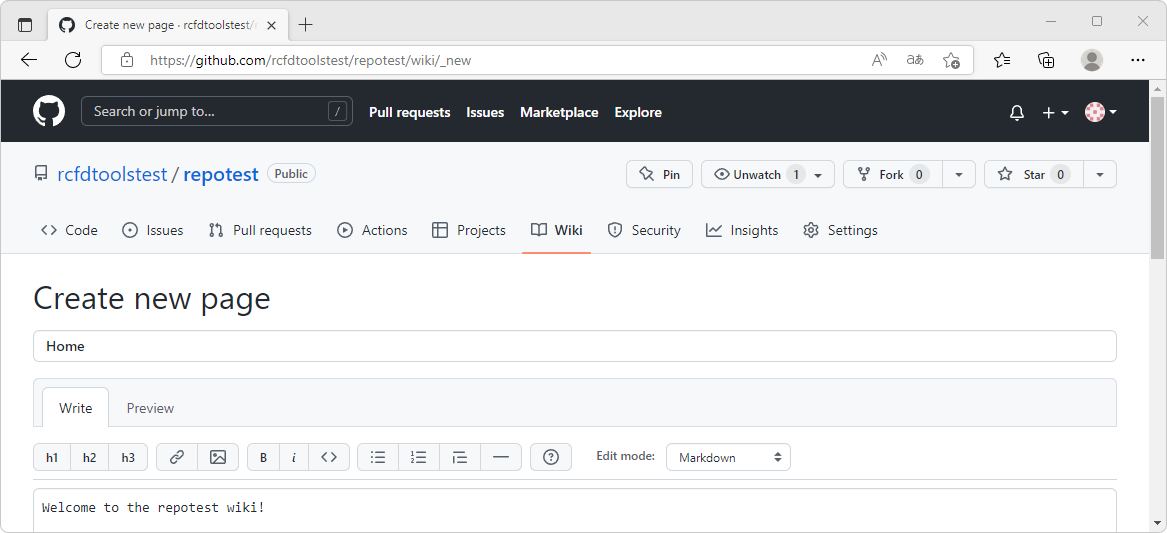 Create new page · rcfdtoolstest/r
https://github.com/rcfdtoolstest/repotest/wiki/_new
Search or jump to... /
Pull requests Issues Marketplace Explore
rcfdtoolstest / repotest Public
Pin Unwatch 1 Fork 0 Star 0
Code Issues Pull requests Actions Projects Wiki Security Insights Settings
Create new page
Home
Write Preview
h1 h2 h3 B i Edit mode: Markdown
Welcome to the repotest wiki!